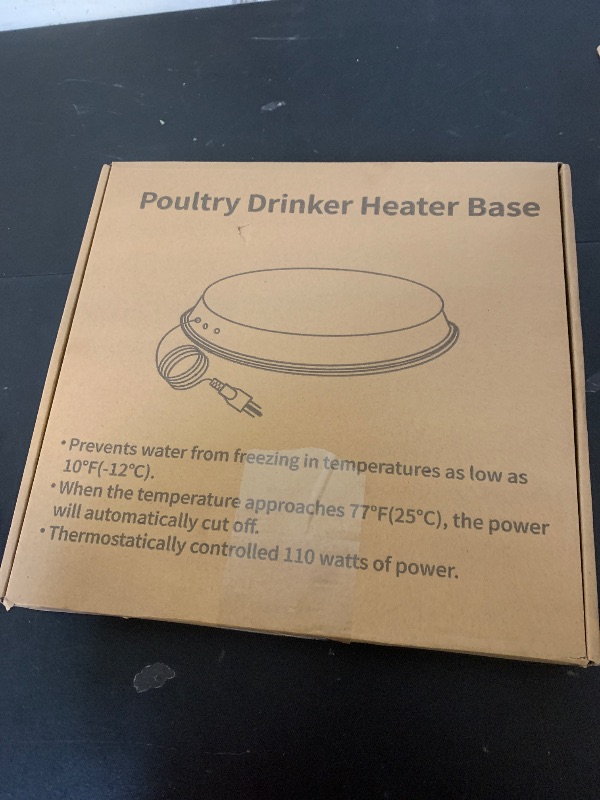 Poultry Drinker Heater Base
•Prevents water from freezing in temperatures as low as
10°F(-12°C).
•When the temperature approaches 77°F(25°C), the power
will automatically cut off.
•Thermostatically controlled 110 watts of power.